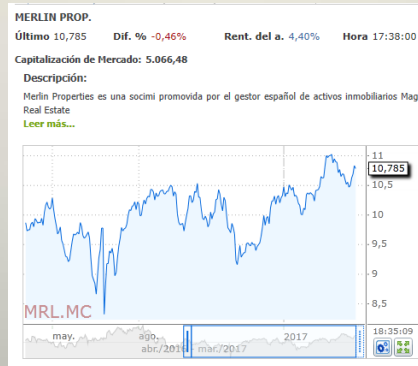 MERLIN PROP.
Último 10,785 Dif. % -0,46% Rent. del a. 4,40% Hora 17:38:00
Capitalización de Mercado: 5.066,48
Descripción:
Merlin Properties es una socimi promovida por el gestor español de activos inmobiliarios Mag
Real Estate
Leer más...
11
10,785
10,5
10
9,5
9
8,5
MRL.MC
may. ago. 2017 18:35:09
abr./2016 - mar./2017